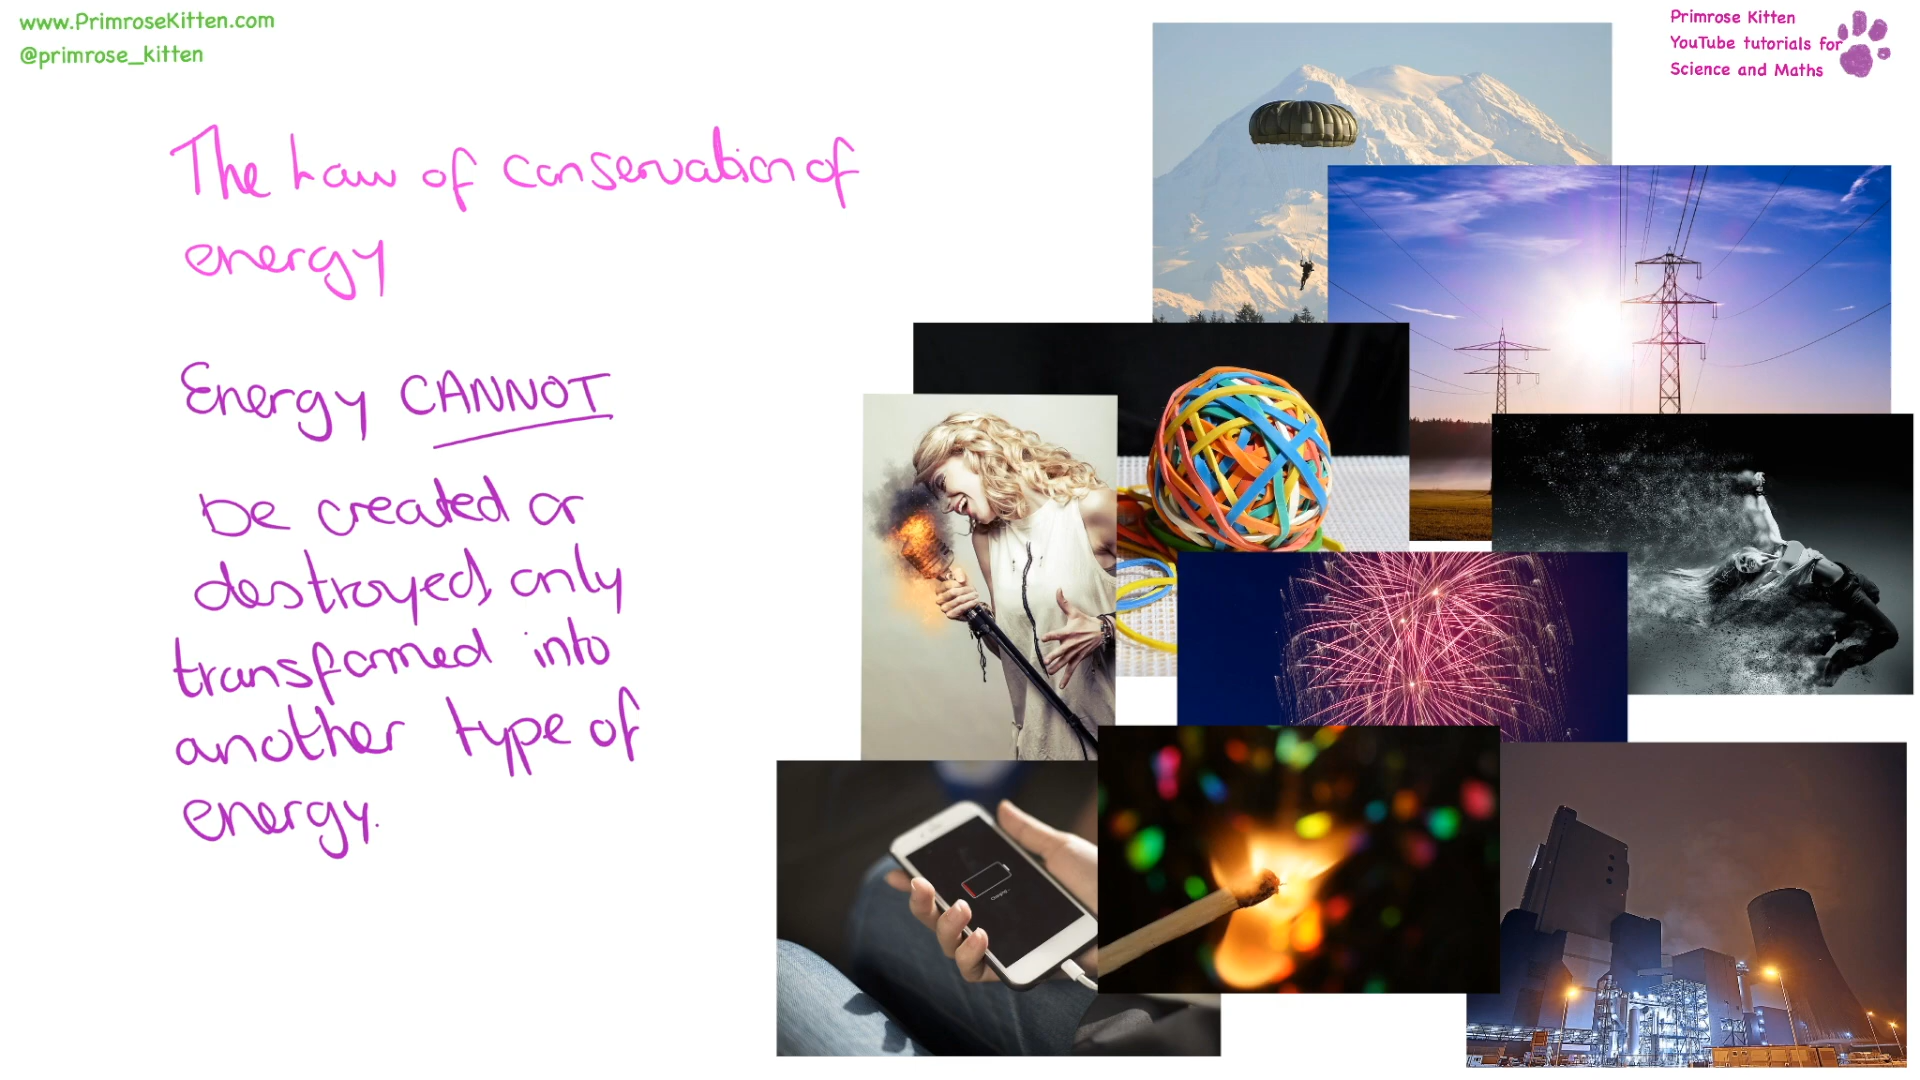 www.PrimroseKitten.com
@primrose_kitten
Primrose Kitten
YouTube tutorials for
Science and Maths
The Law of conservation of
energy
Energy CANNOT
be created or
destroyed, only
transformed into
another type of
energy.
Charging...